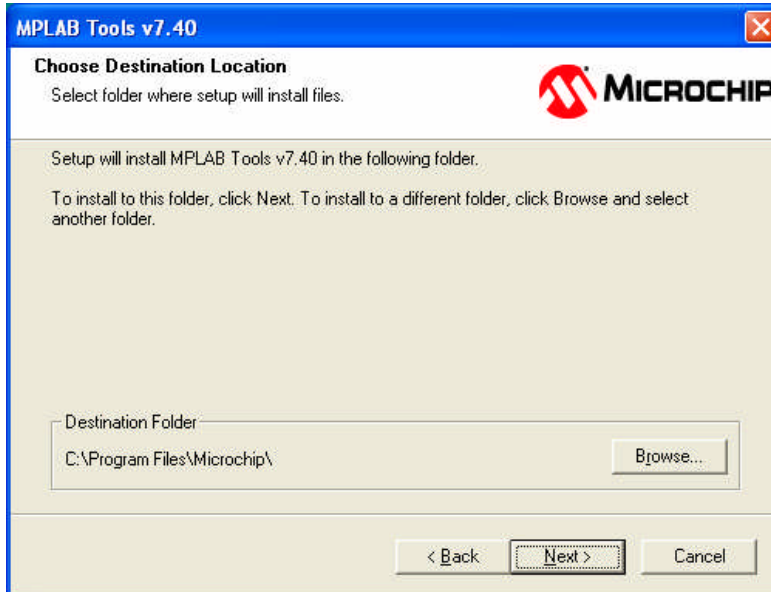 MPLAB Tools v7.40
Choose Destination Location
Select folder where setup will install files.
MICROCHIP
Setup will install MPLAB Tools v7.40 in the following folder.
To install to this folder, click Next. To install to a different folder, click Browse and select
another folder.
Destination Folder
C:\Program Files\Microchip\
Browse...
< Back
Next >
Cancel